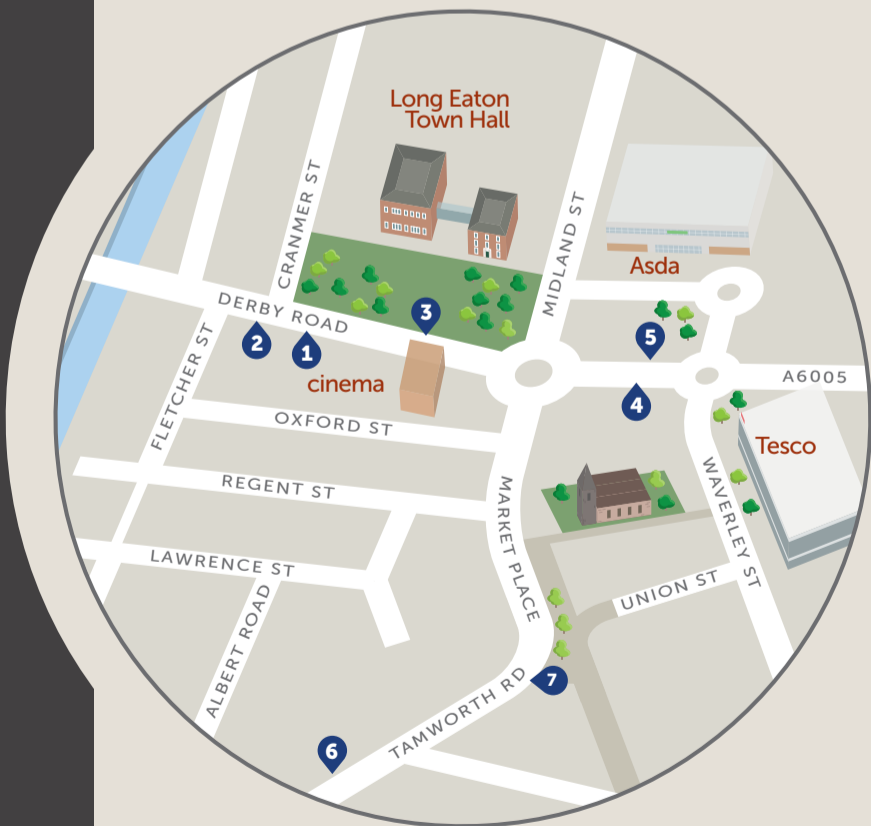 Long Eaton
Town Hall
CRANMER ST
MIDLAND ST
Asda
DERBY ROAD
3
5
2
1
cinema
A6005
4
FLETCHER ST
OXFORD ST
Tesco
REGENT ST
MARKET PLACE
WAVERLEY ST
LAWRENCE ST
UNION ST
ALBERT ROAD
7
TAMWORTH RD
6